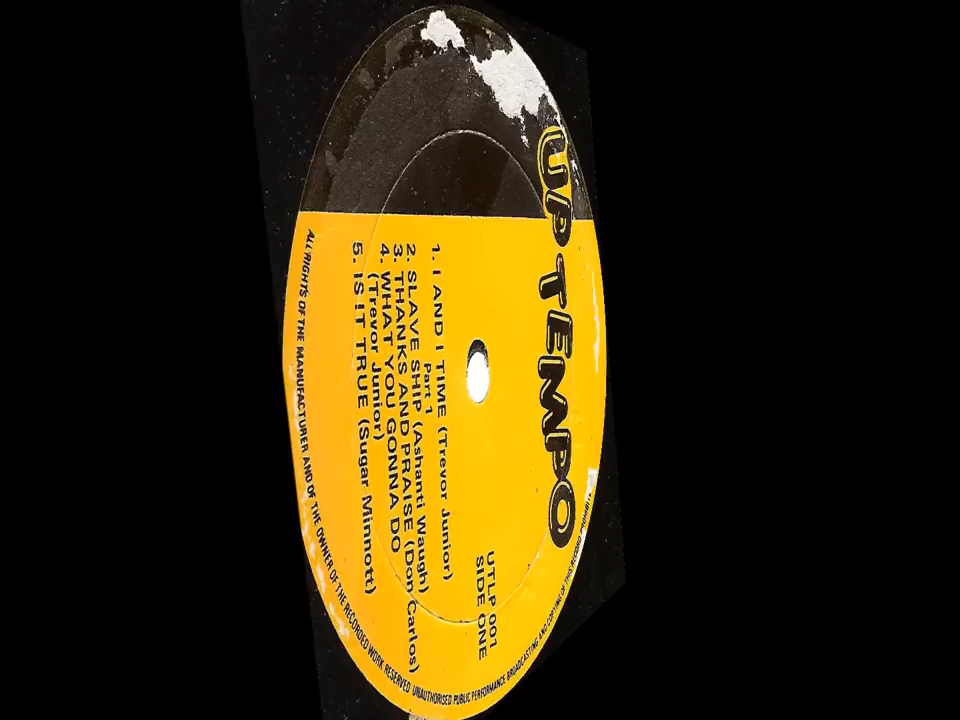 UP TEMPO
UTLP 001
SIDE ONE
1. I AND I TIME (Trevor Junior)
Part 1
2. SLAVE SHIP (Ashanti Waugh)
3. THANKS AND PRAISE (Don Carlos)
4. WHAT YOU GONNA DO
(Trevor Junior)
5. IS IT TRUE (Sugar Minnott)
ALL RIGHTS OF THE MANUFACTURER AND OF THE OWNER OF THE RECORDED WORK RESERVED UNAUTHORISED PUBLIC PERFORMANCE BROADCASTING AND COPYING OF THIS RECORD